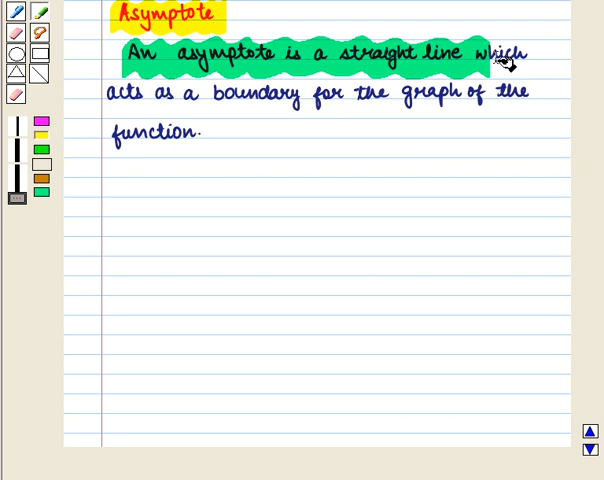 Asymptote
An asymptote is a straight line which
acts as a boundary for the graph of the
function.